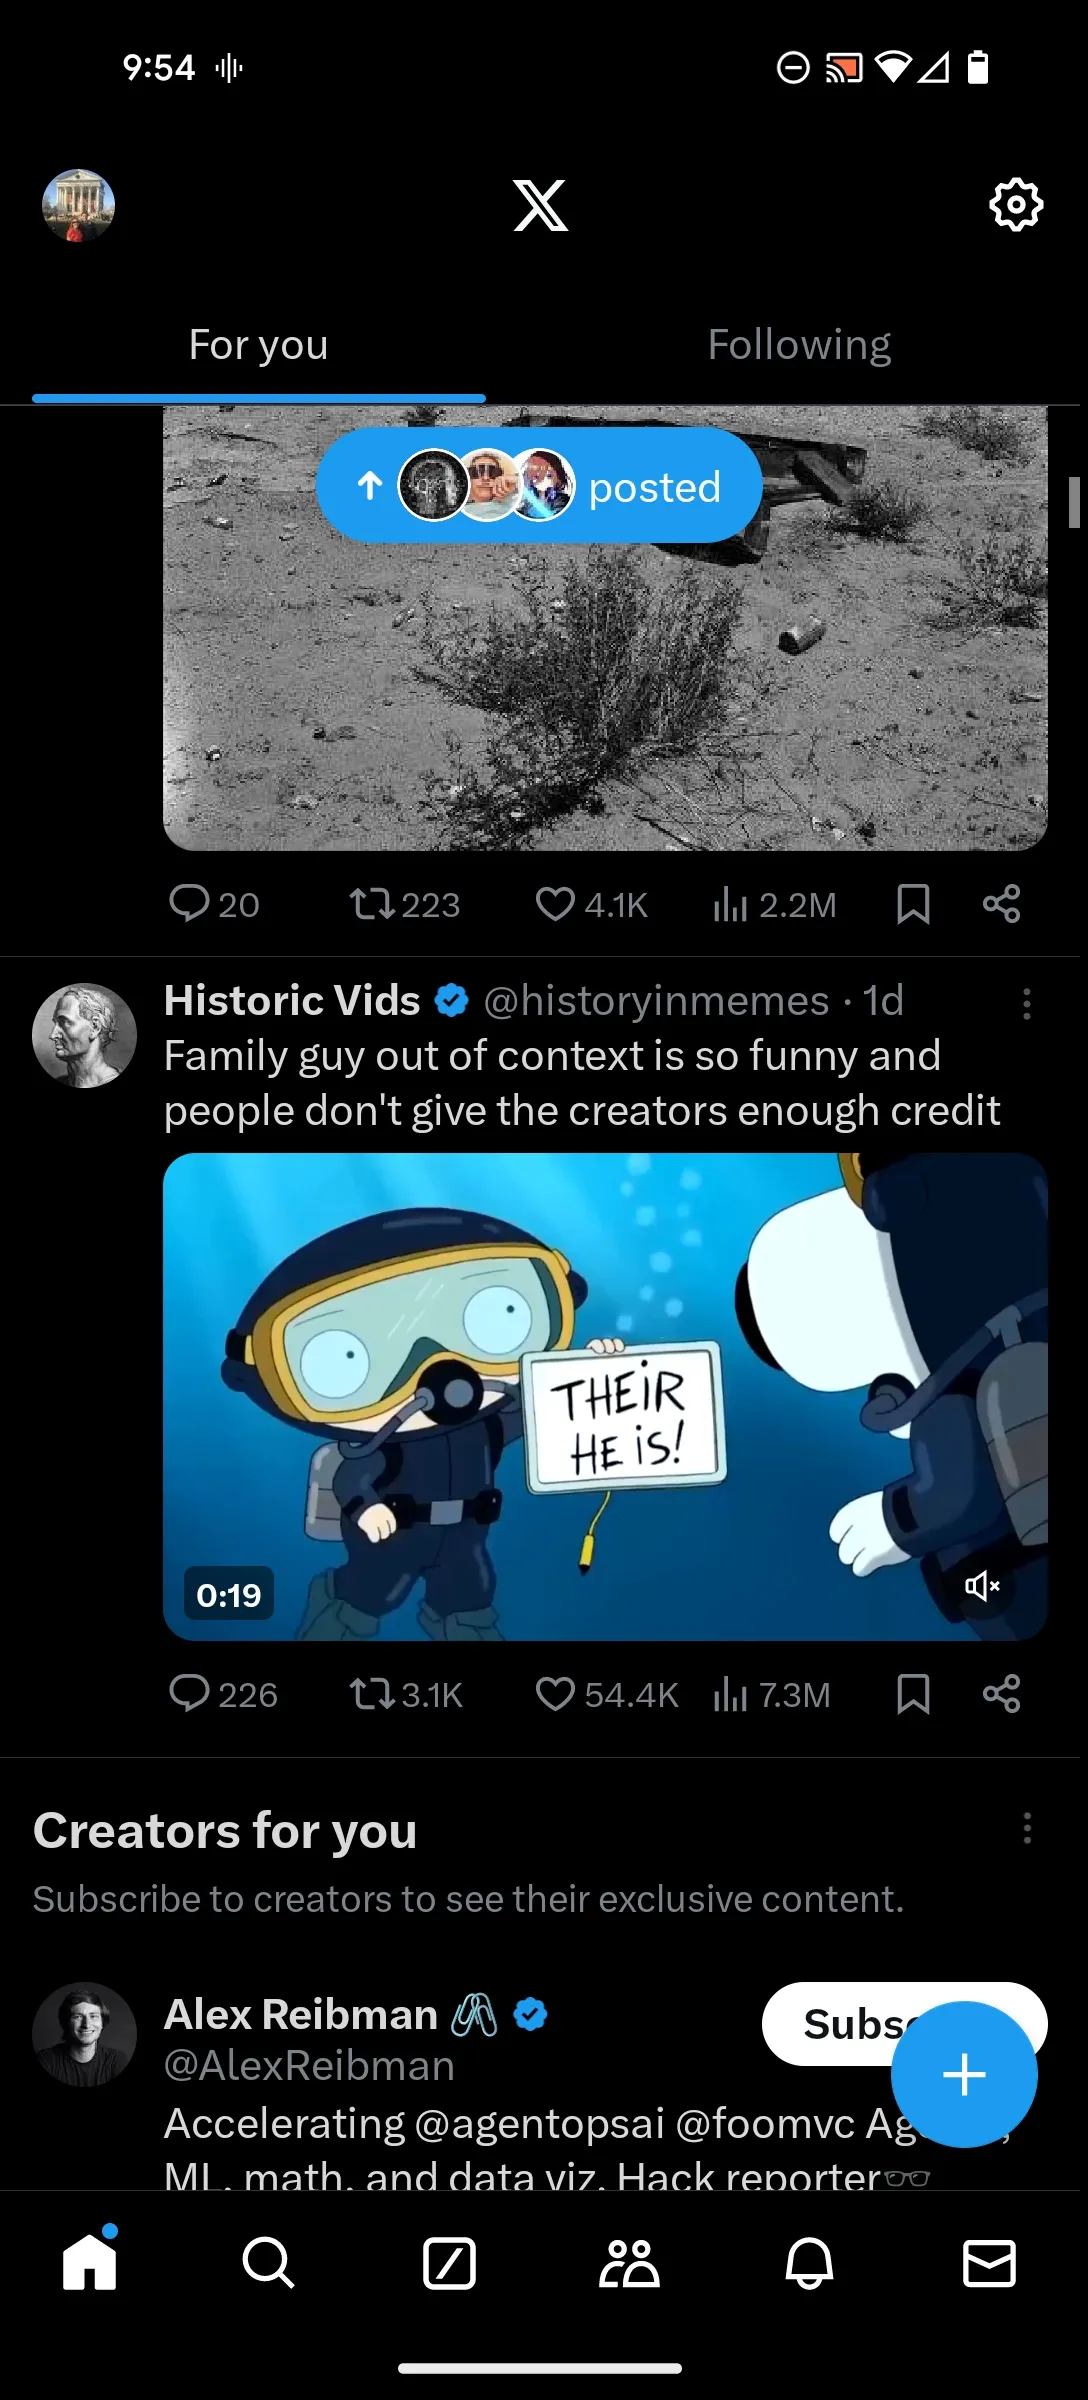 9:54
For you Following
posted
20 223 4.1K 2.2M
Historic Vids @historyinmemes · 1d
Family guy out of context is so funny and
people don't give the creators enough credit
THEIR
HE iS!
0:19
226 3.1K 54.4K 7.3M
Creators for you
Subscribe to creators to see their exclusive content.
Alex Reibman
Subsc
@AlexReibman
Accelerating @agentopsai @foomvc Ag
ML, math, and data viz. Hack reporter🕶️